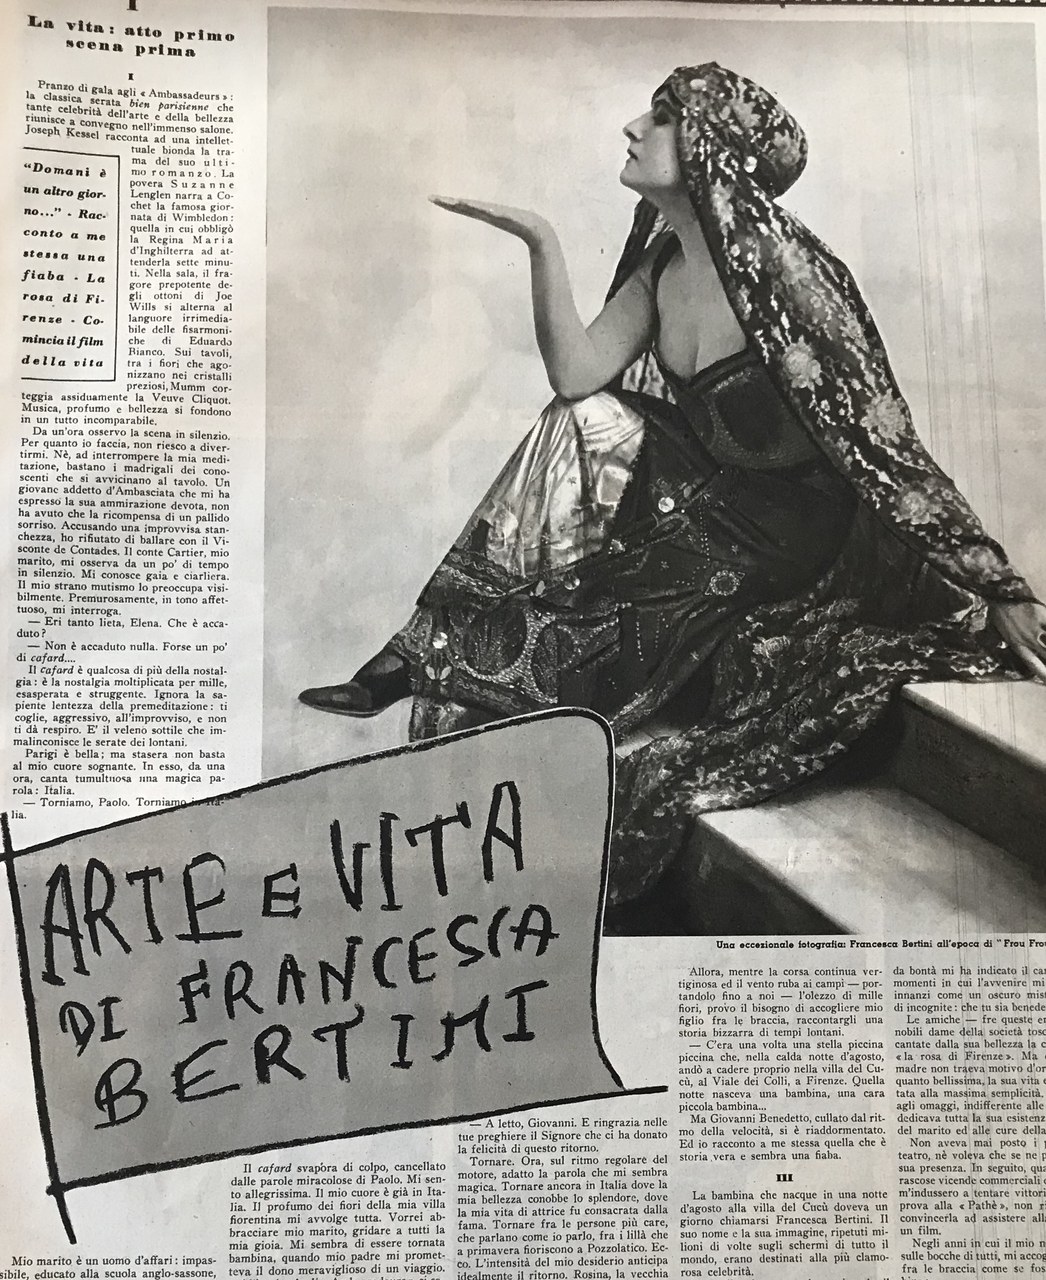 I
La vita: atto primo
scena prima
I
Pranzo di gala agli « Ambassadeurs »:
la classica serata bien parisienne che
tante celebrità dell'arte e della bellezza
riunisce a convegno nell'immenso salone.
Joseph Kessel racconta ad una intellet-
tuale bionda la tra-
ma del suo ulti-
mo romanzo. La
povera Suzanne
Lenglen narra a Co-
chet la famosa gior-
nata di Wimbledon:
quella in cui obbligò
la Regina Maria
d'Inghilterra ad at-
tenderla sette minu-
ti. Nella sala, il fra-
gore prepotente de-
gli ottoni di Joe
Wills si alterna al
languore irrimedia-
bile delle fisarmoni-
che di Eduardo
Bianco. Sui tavoli,
tra i fiori che ago-
nizzano nei cristalli
preziosi, Mumm cor-
teggia assiduamente la Veuve Cliquot.
Musica, profumo e bellezza si fondono
in un tutto incomparabile.
"Domani è
un altro gior-
no..." - Rac-
conto a me
stessa una
fiaba - La
rosa di Fi-
renze - Co-
mincia il film
della vita
Da un'ora osservo la scena in silenzio.
Per quanto io faccia, non riesco a diver-
tirmi. Nè, ad interrompere la mia medi-
tazione, bastano i madrigali dei cono-
scenti che si avvicinano al tavolo. Un
giovane addetto d'Ambasciata che mi ha
espresso la sua ammirazione devota, non
ha avuto che la ricompensa di un pallido
sorriso. Accusando una improvvisa stan-
chezza, ho rifiutato di ballare con il Vi-
sconte de Contades. Il conte Cartier, mio
marito, mi osserva da un po' di tempo
in silenzio. Mi conosce gaia e ciarliera.
Il mio strano mutismo lo preoccupa visi-
bilmente. Premurosamente, in tono affet-
tuoso, mi interroga.
— Eri tanto lieta, Elena. Che è acca-
duto?
— Non è accaduto nulla. Forse un po'
di cafard....
Il cafard è qualcosa di più della nostal-
gia: è la nostalgia moltiplicata per mille,
esasperata e struggente. Ignora la sa-
piente lentezza della premeditazione: ti
coglie, aggressivo, all'improvviso, e non
ti dà respiro. E' il veleno sottile che im-
malinconisce le serate dei lontani.
Parigi è bella; ma stasera non basta
al mio cuore sognante. In esso, da una
ora, canta tumultuosa una magica pa-
rola: Italia.
— Torniamo, Paolo. Torniamo in Ita-
lia.
ARTE E VITA
DI FRANCESCA
BERTINI
Una eccezionale fotografia: Francesca Bertini all'epoca di "Frou Frou
Mio marito è un uomo d'affari: impas-
sibile, educato alla scuola anglo-sassone,
Il cafard svapora di colpo, cancellato
dalle parole miracolose di Paolo. Mi sen-
to allegrissima. Il mio cuore è già in Ita-
lia. Il profumo dei fiori della mia villa
fiorentina mi avvolge tutta. Vorrei ab-
bracciare mio marito, gridare a tutti la
mia gioia. Mi sembra di essere tornata
bambina, quando mio padre mi promet-
teva il dono meraviglioso di un viaggio.
— A letto, Giovanni. E ringrazia nelle
tue preghiere il Signore che ci ha donato
la felicità di questo ritorno.
Tornare. Ora, sul ritmo regolare del
motore, adatto la parola che mi sembra
magica. Tornare ancora in Italia dove la
mia bellezza conobbe lo splendore, dove
la mia vita di attrice fu consacrata dalla
fama. Tornare fra le persone più care,
che parlano come io parlo, fra i lillà che
a primavera fioriscono a Pozzolatico. Ec-
co. L'intensità del mio desiderio anticipa
idealmente il ritorno. Rosina, la vecchia
Allora, mentre la corsa continua ver-
tiginosa ed il vento ruba ai campi — por-
tandolo fino a noi — l'olezzo di mille
fiori, provo il bisogno di accogliere mio
figlio fra le braccia, raccontargli una
storia bizzarra di tempi lontani.
— C'era una volta una stella piccina
piccina che, nella calda notte d'agosto,
andò a cadere proprio nella villa del Cu-
cù, al Viale dei Colli, a Firenze. Quella
notte nasceva una bambina, una cara
piccola bambina...
Ma Giovanni Benedetto, cullato dal rit-
mo della velocità, si è riaddormentato.
Ed io racconto a me stessa quella che è
storia vera e sembra una fiaba.
III
La bambina che nacque in una notte
d'agosto alla villa del Cucù doveva un
giorno chiamarsi Francesca Bertini. Il
suo nome e la sua immagine, ripetuti mi-
lioni di volte sugli schermi di tutto il
mondo, erano destinati alla più clamo-
rosa celebrità.
da bontà mi ha indicato il
momenti in cui l'avvenire mi
innanzi come un oscuro
di incognite: che tu sia
Le amiche — fre queste
nobili dame della società
cantate dalla sua bellezza la
« la rosa di Firenze ». Ma
madre non traeva motivo
quanto bellissima, la sua vita
tata alla massima semplicità.
agli omaggi, indifferente alle
dedicava tutta la sua
del marito ed alle cure della
Non aveva mai posto i
teatro, nè voleva che se ne
sua presenza. In seguito,
rascose vicende commerciali
m'indussero a tentare
prova alla « Pathè », non
convincerla ad assistere
un film.
Negli anni in cui il mio
sulle bocche di tutti, mi
fra le braccia come se